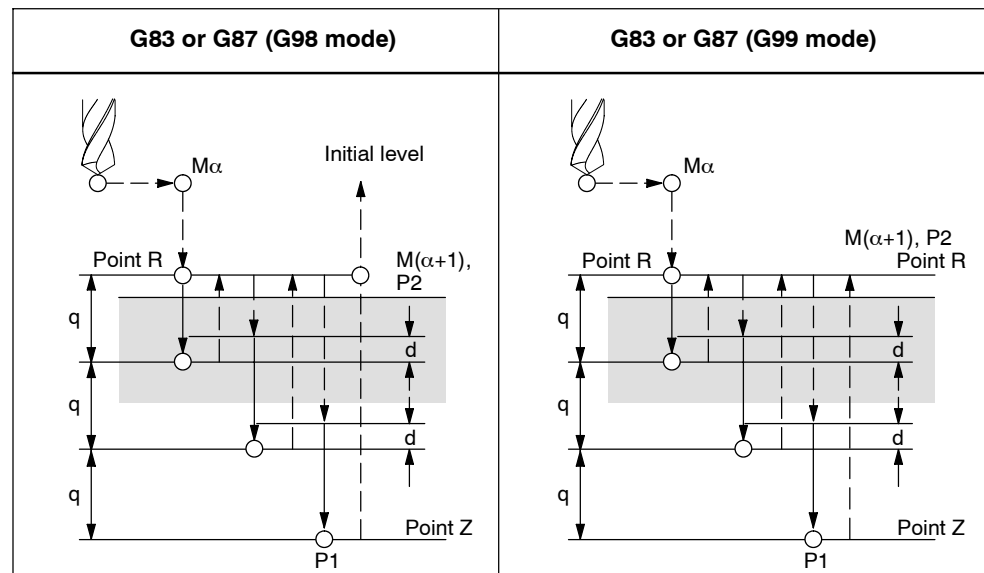 G83 or G87 (G98 mode)
G83 or G87 (G99 mode)
Mα
Initial level
Point R
M(α+1),
P2
q
d
q
d
q
Point Z
P1
Mα
M(α+1), P2
Point R
Point R
q
d
q
d
q
Point Z
P1